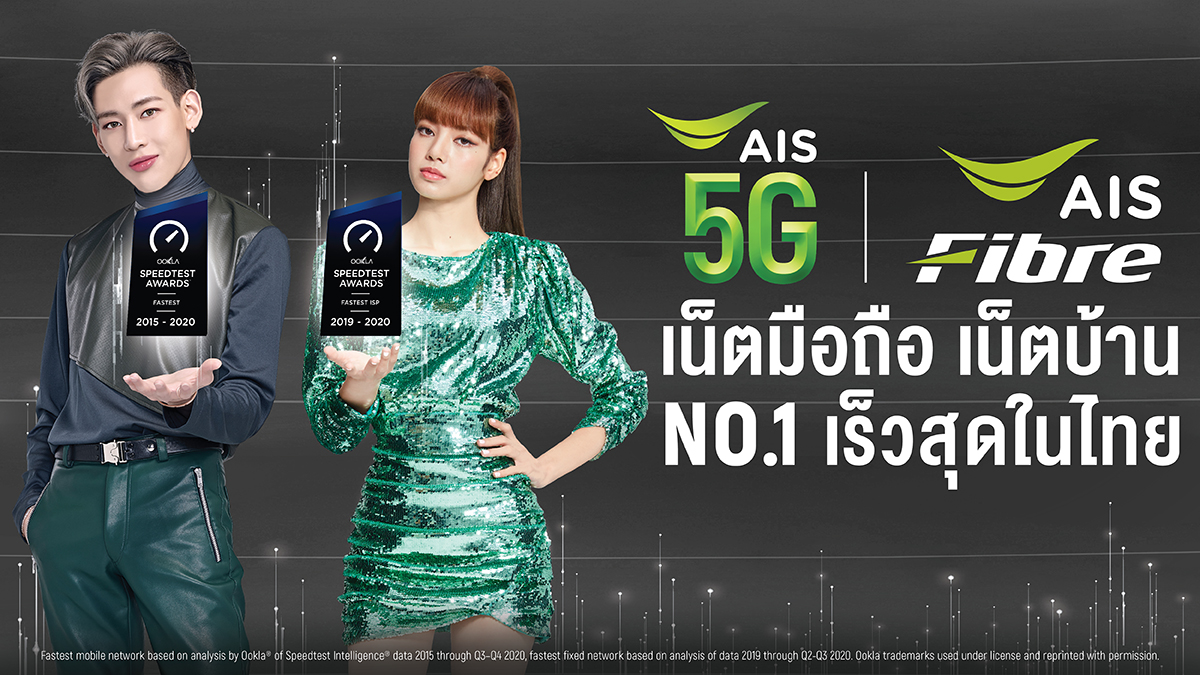 OOKLA
SPEEDTEST
AWARDS
FASTEST
2015 - 2020
OOKLA
SPEEDTEST
AWARDS
FASTEST ISP
2019 - 2020
AIS
5G
AIS
Fibre
เน็ตมือถือ เน็ตบ้าน
NO.1 เร็วสุดในไทย
Fastest mobile network based on analysis by Ookla® of Speedtest Intelligence® data 2015 through Q3-Q4 2020, fastest fixed network based on analysis of data 2019 through Q2-Q3 2020. Ookla trademarks used under license and reprinted with permission.